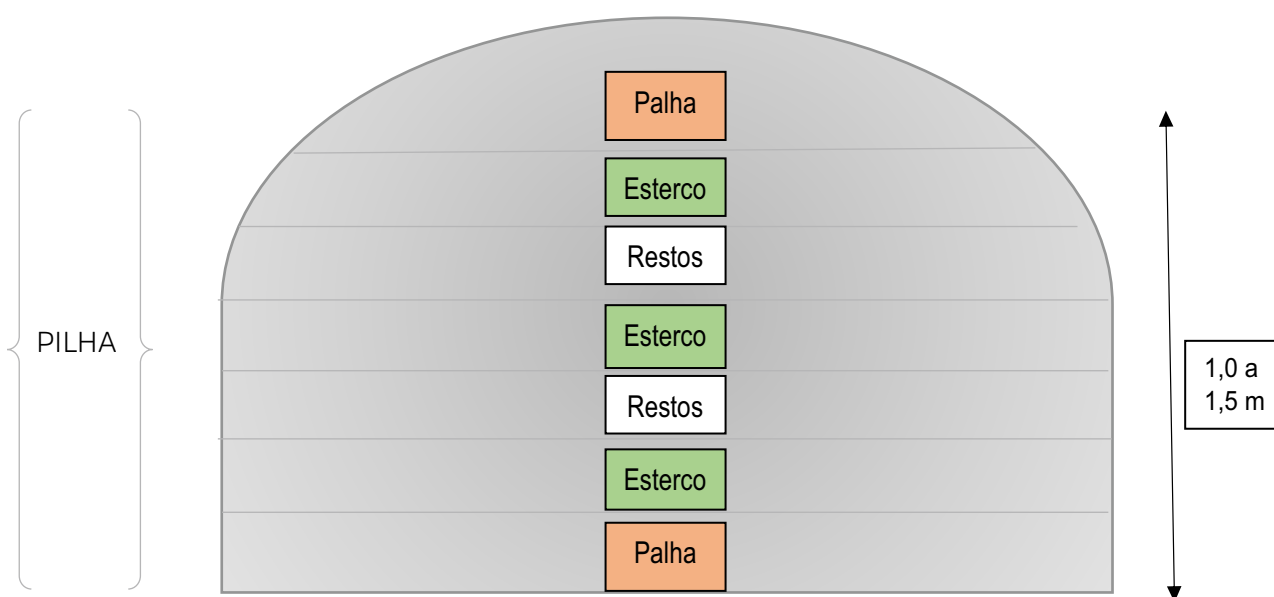 Palha
Esterco
Restos
Esterco
Restos
Esterco
Palha
PILHA
1,0 a
1,5 m